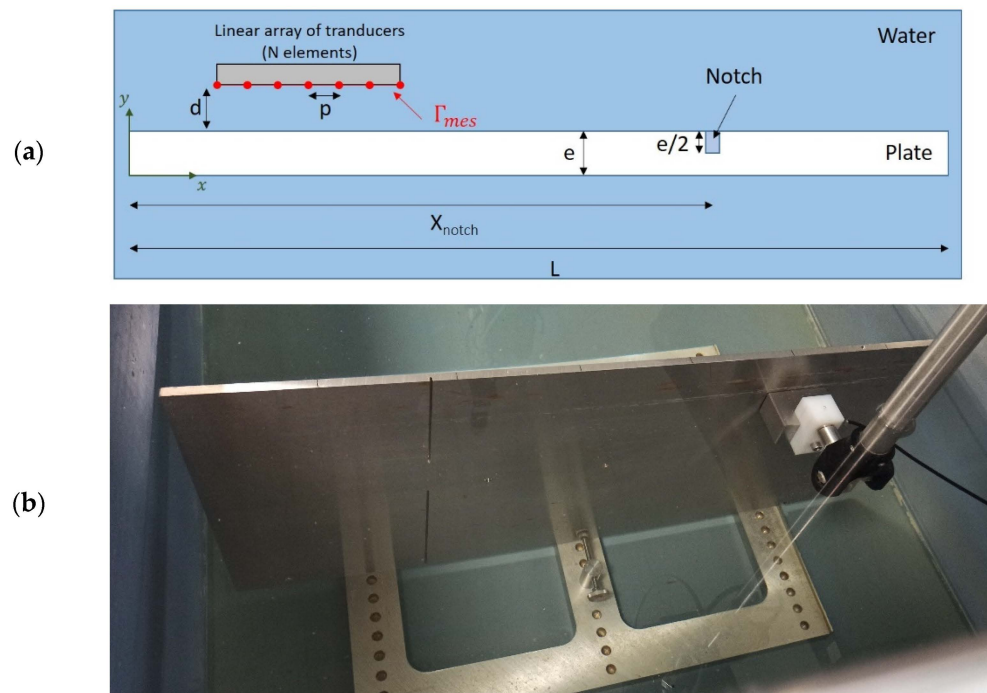 (a)
Linear array of tranducers
(N elements)
Water
Notch
d
p
Γmes
y
e
e/2
Plate
x
Xnotch
L
(b)